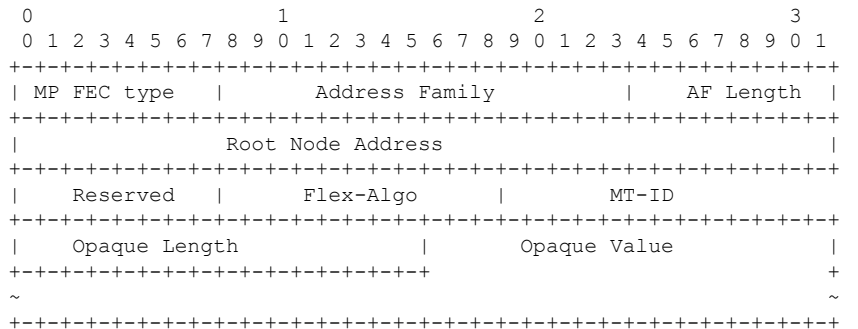 0                   1                   2                   3
 0 1 2 3 4 5 6 7 8 9 0 1 2 3 4 5 6 7 8 9 0 1 2 3 4 5 6 7 8 9 0 1
+-+-+-+-+-+-+-+-+-+-+-+-+-+-+-+-+-+-+-+-+-+-+-+-+-+-+-+-+-+-+-+-+
| MP FEC type   |       Address Family          |    AF Length  |
+-+-+-+-+-+-+-+-+-+-+-+-+-+-+-+-+-+-+-+-+-+-+-+-+-+-+-+-+-+-+-+-+
|                Root Node Address                              |
+-+-+-+-+-+-+-+-+-+-+-+-+-+-+-+-+-+-+-+-+-+-+-+-+-+-+-+-+-+-+-+-+
|    Reserved   |      Flex-Algo      |        MT-ID
+-+-+-+-+-+-+-+-+-+-+-+-+-+-+-+-+-+-+-+-+-+-+-+-+-+-+-+-+-+-+-+-+
|    Opaque Length              |       Opaque Value            |
+-+-+-+-+-+-+-+-+-+-+-+-+-+-+-+-+                               +
~                                                               ~
+-+-+-+-+-+-+-+-+-+-+-+-+-+-+-+-+-+-+-+-+-+-+-+-+-+-+-+-+-+-+-+-+